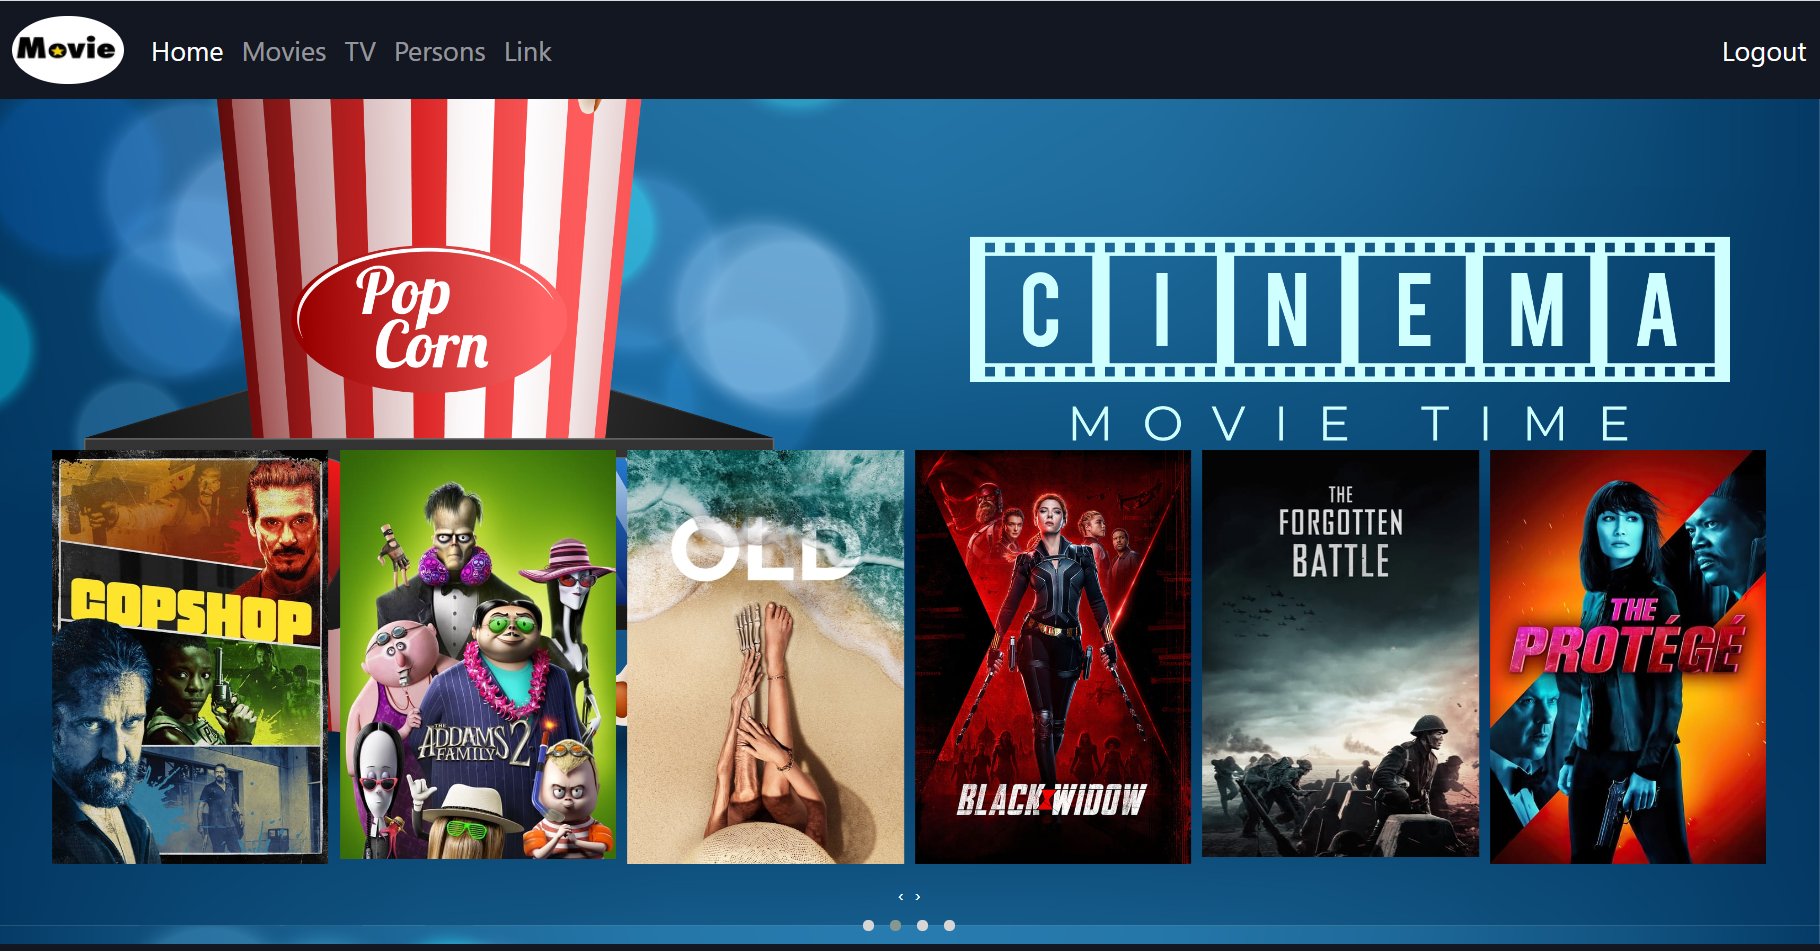 Movie
Home Movies TV Persons Link
Logout
Pop
Corn
CINEMA
MOVIE TIME
COPSHOP
THE
ADDAMS
FAMILY 2
OLD
BLACK WIDOW
THE
FORGOTTEN
BATTLE
THE
PROTÉGÉ
‹ ›